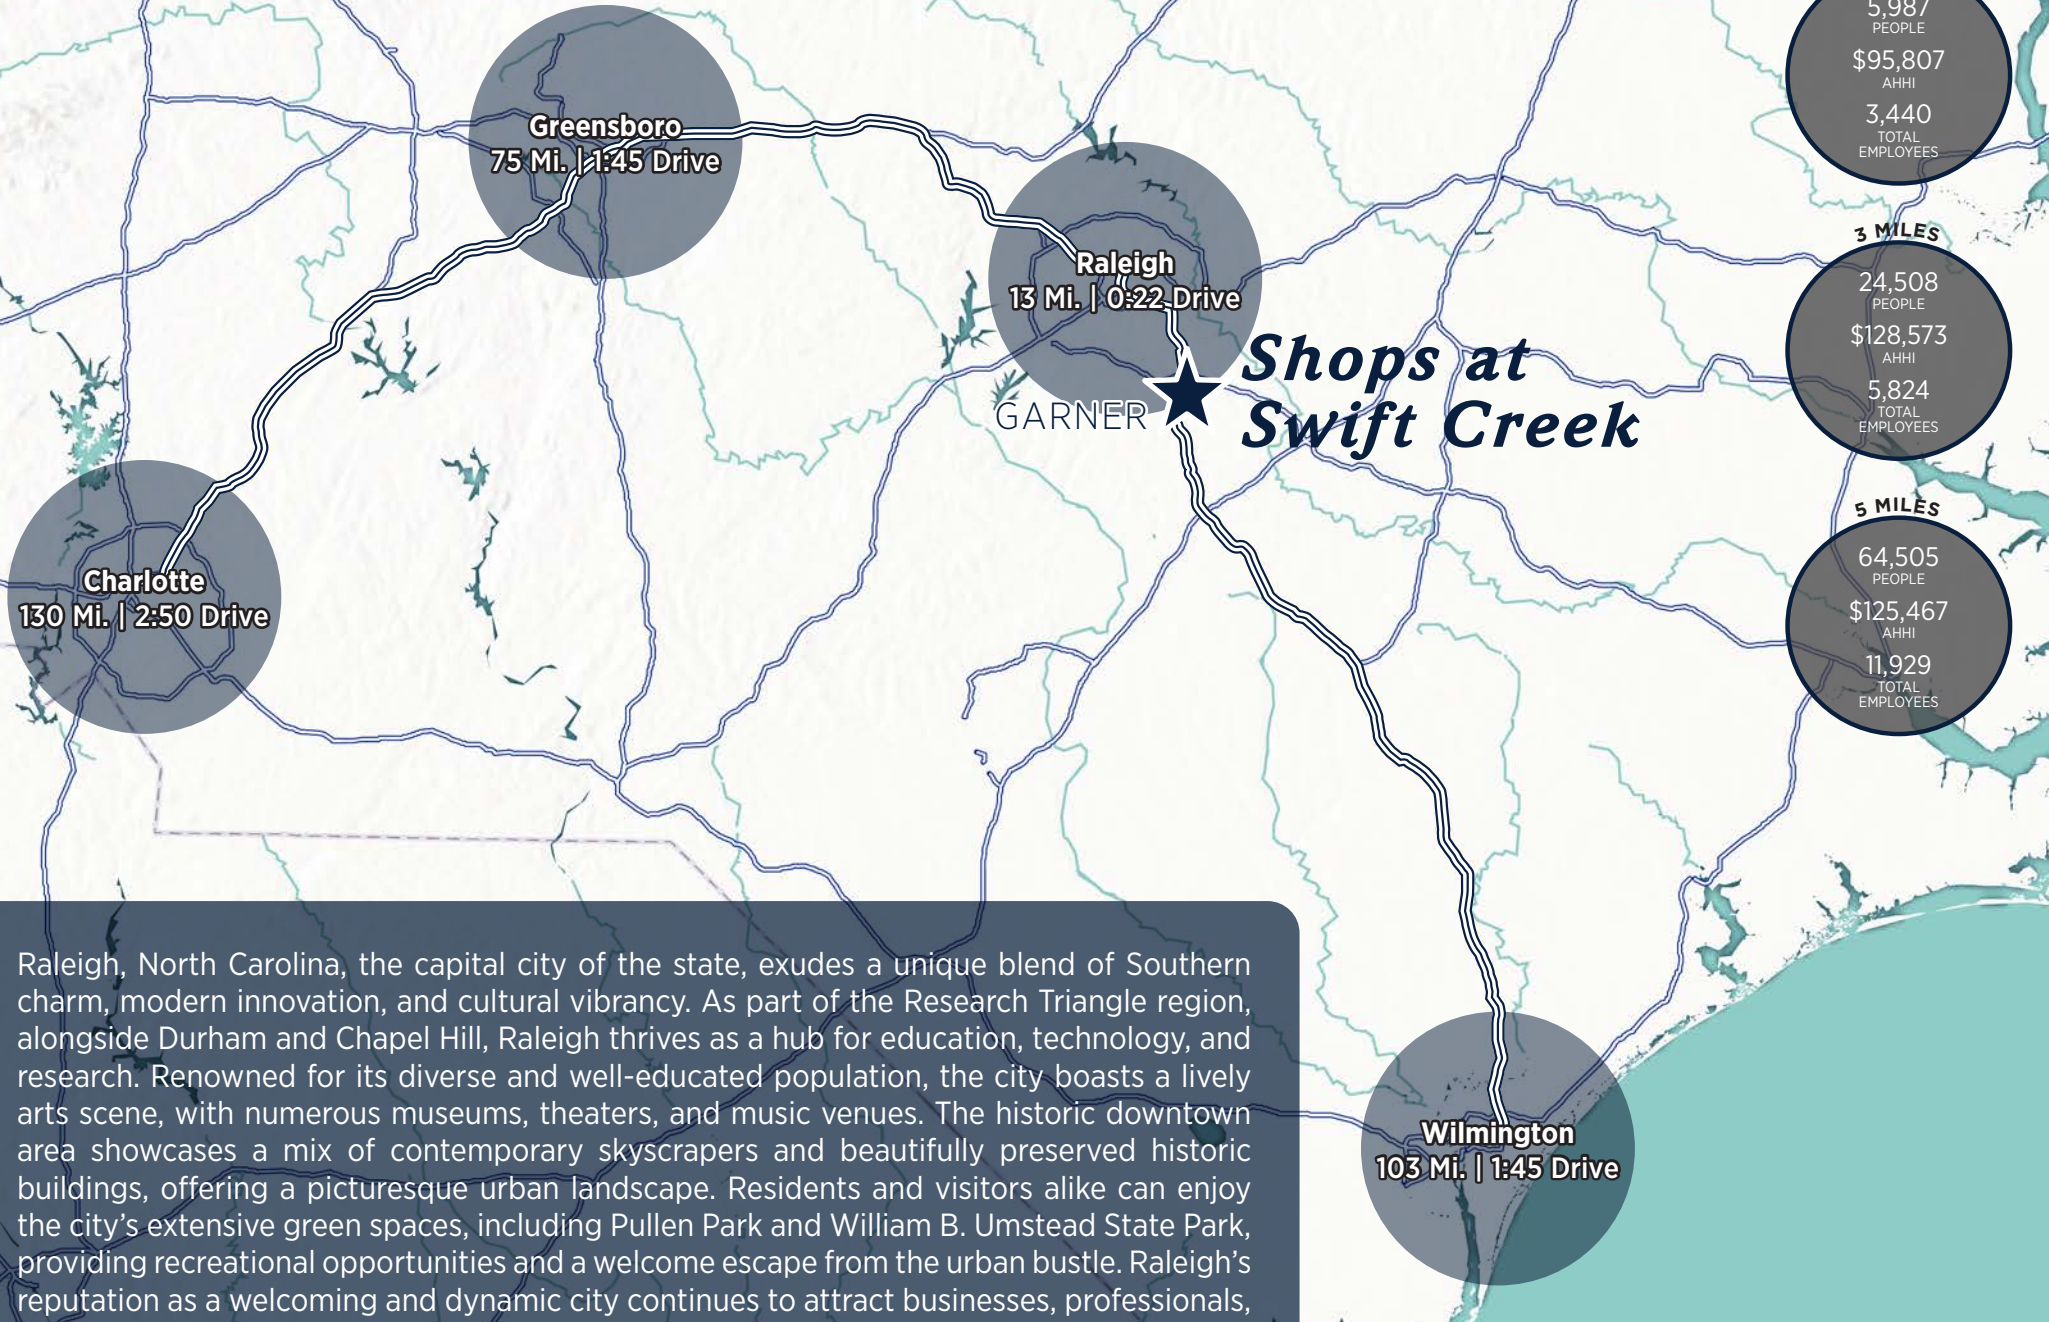 5,987
PEOPLE
$95,807
AHHI
3,440
TOTAL
EMPLOYEES
3 MILES
24,508
PEOPLE
$128,573
AHHI
5,824
TOTAL
EMPLOYEES
5 MILES
64,505
PEOPLE
$125,467
AHHI
11,929
TOTAL
EMPLOYEES
Greensboro
75 Mi. | 1:45 Drive
Raleigh
13 Mi. | 0:22 Drive
Shops at
Swift Creek
GARNER
Charlotte
130 Mi. | 2:50 Drive
Wilmington
103 Mi. | 1:45 Drive
Raleigh, North Carolina, the capital city of the state, exudes a unique blend of Southern
charm, modern innovation, and cultural vibrancy. As part of the Research Triangle region,
alongside Durham and Chapel Hill, Raleigh thrives as a hub for education, technology, and
research. Renowned for its diverse and well-educated population, the city boasts a lively
arts scene, with numerous museums, theaters, and music venues. The historic downtown
area showcases a mix of contemporary skyscrapers and beautifully preserved historic
buildings, offering a picturesque urban landscape. Residents and visitors alike can enjoy
the city's extensive green spaces, including Pullen Park and William B. Umstead State Park,
providing recreational opportunities and a welcome escape from the urban bustle. Raleigh's
reputation as a welcoming and dynamic city continues to attract businesses, professionals,